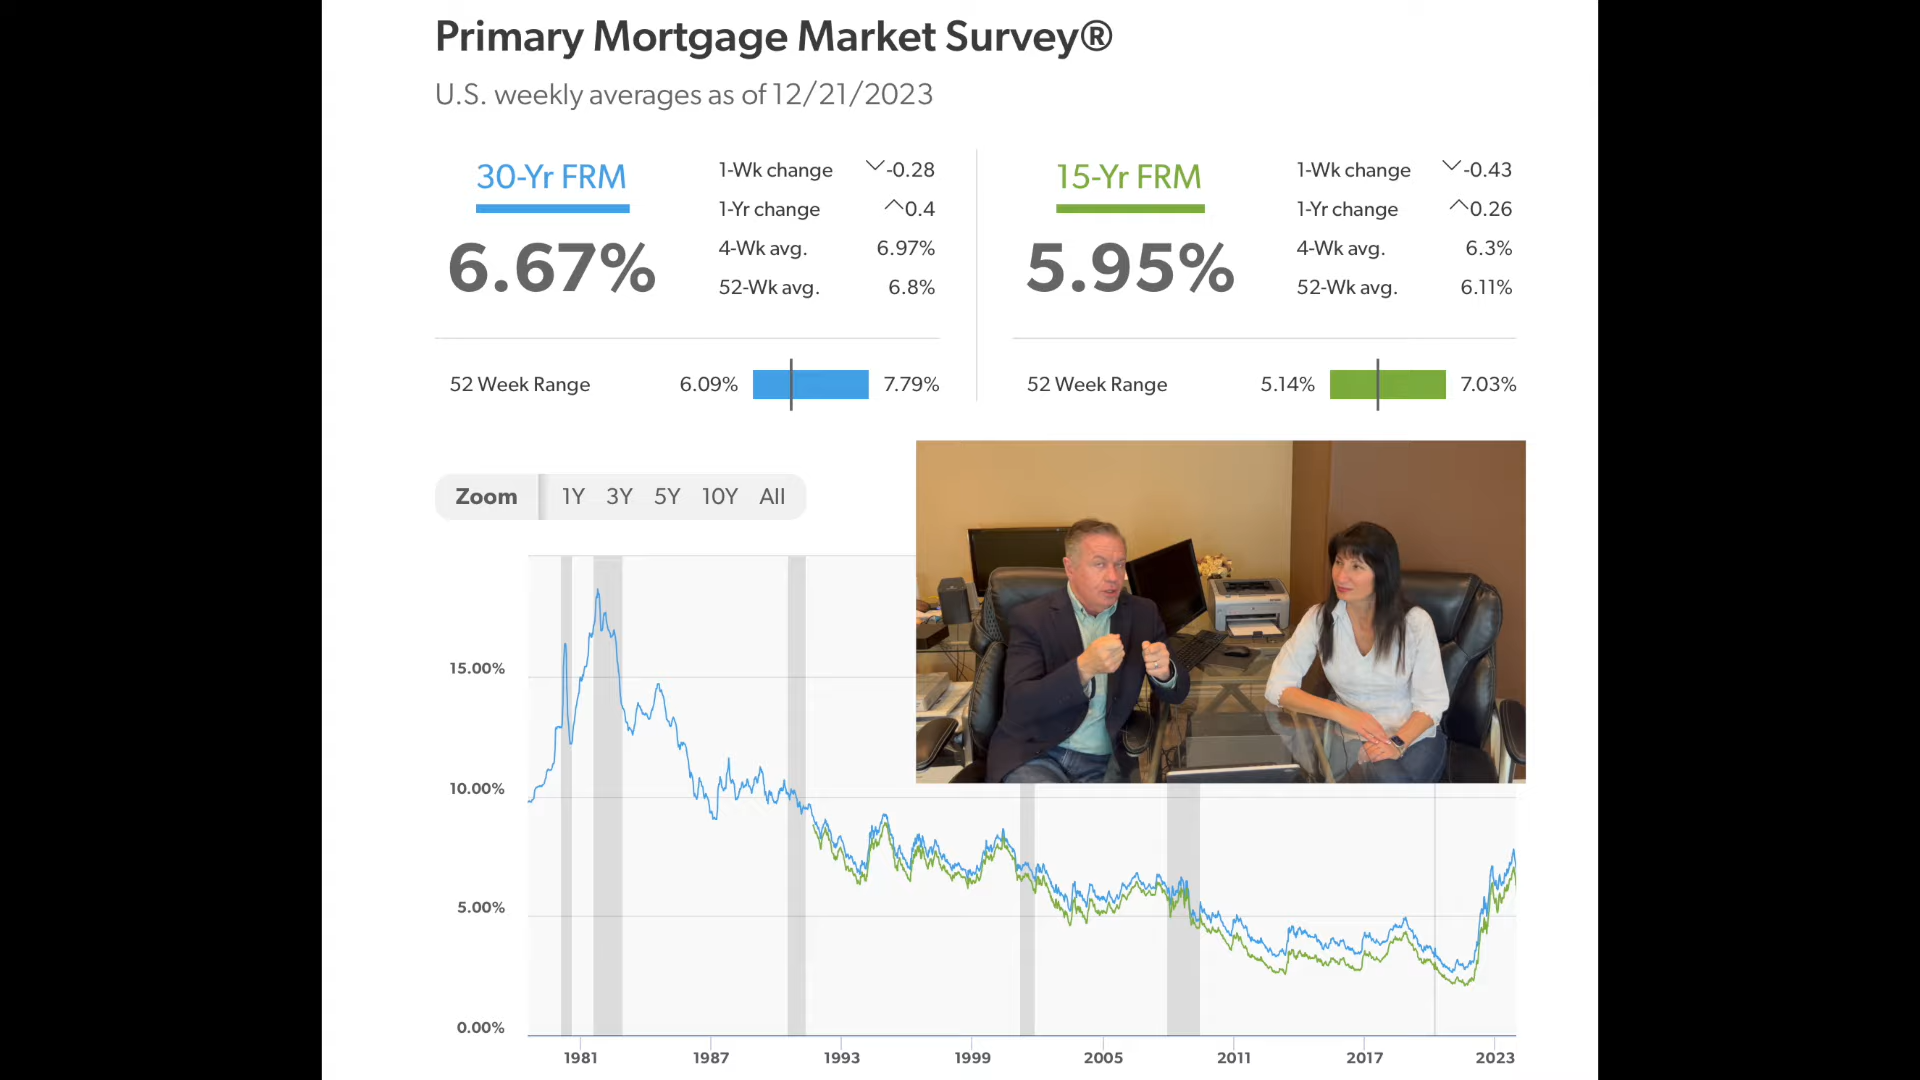 Primary Mortgage Market Survey®
U.S. weekly averages as of 12/21/2023
30-Yr FRM
6.67%
1-Wk change -0.28
1-Yr change 0.4
4-Wk avg. 6.97%
52-Wk avg. 6.8%
52 Week Range 6.09% 7.79%
15-Yr FRM
5.95%
1-Wk change -0.43
1-Yr change 0.26
4-Wk avg. 6.3%
52-Wk avg. 6.11%
52 Week Range 5.14% 7.03%
Zoom 1Y 3Y 5Y 10Y All
15.00%
10.00%
5.00%
0.00%
1981 1987 1993 1999 2005 2011 2017 2023